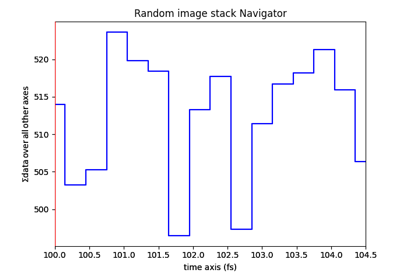 Random image stack Navigator
Σdata over all other axes
520
515
510
505
500
100.0 100.5 101.0 101.5 102.0 102.5 103.0 103.5 104.0 104.5
time axis (fs)